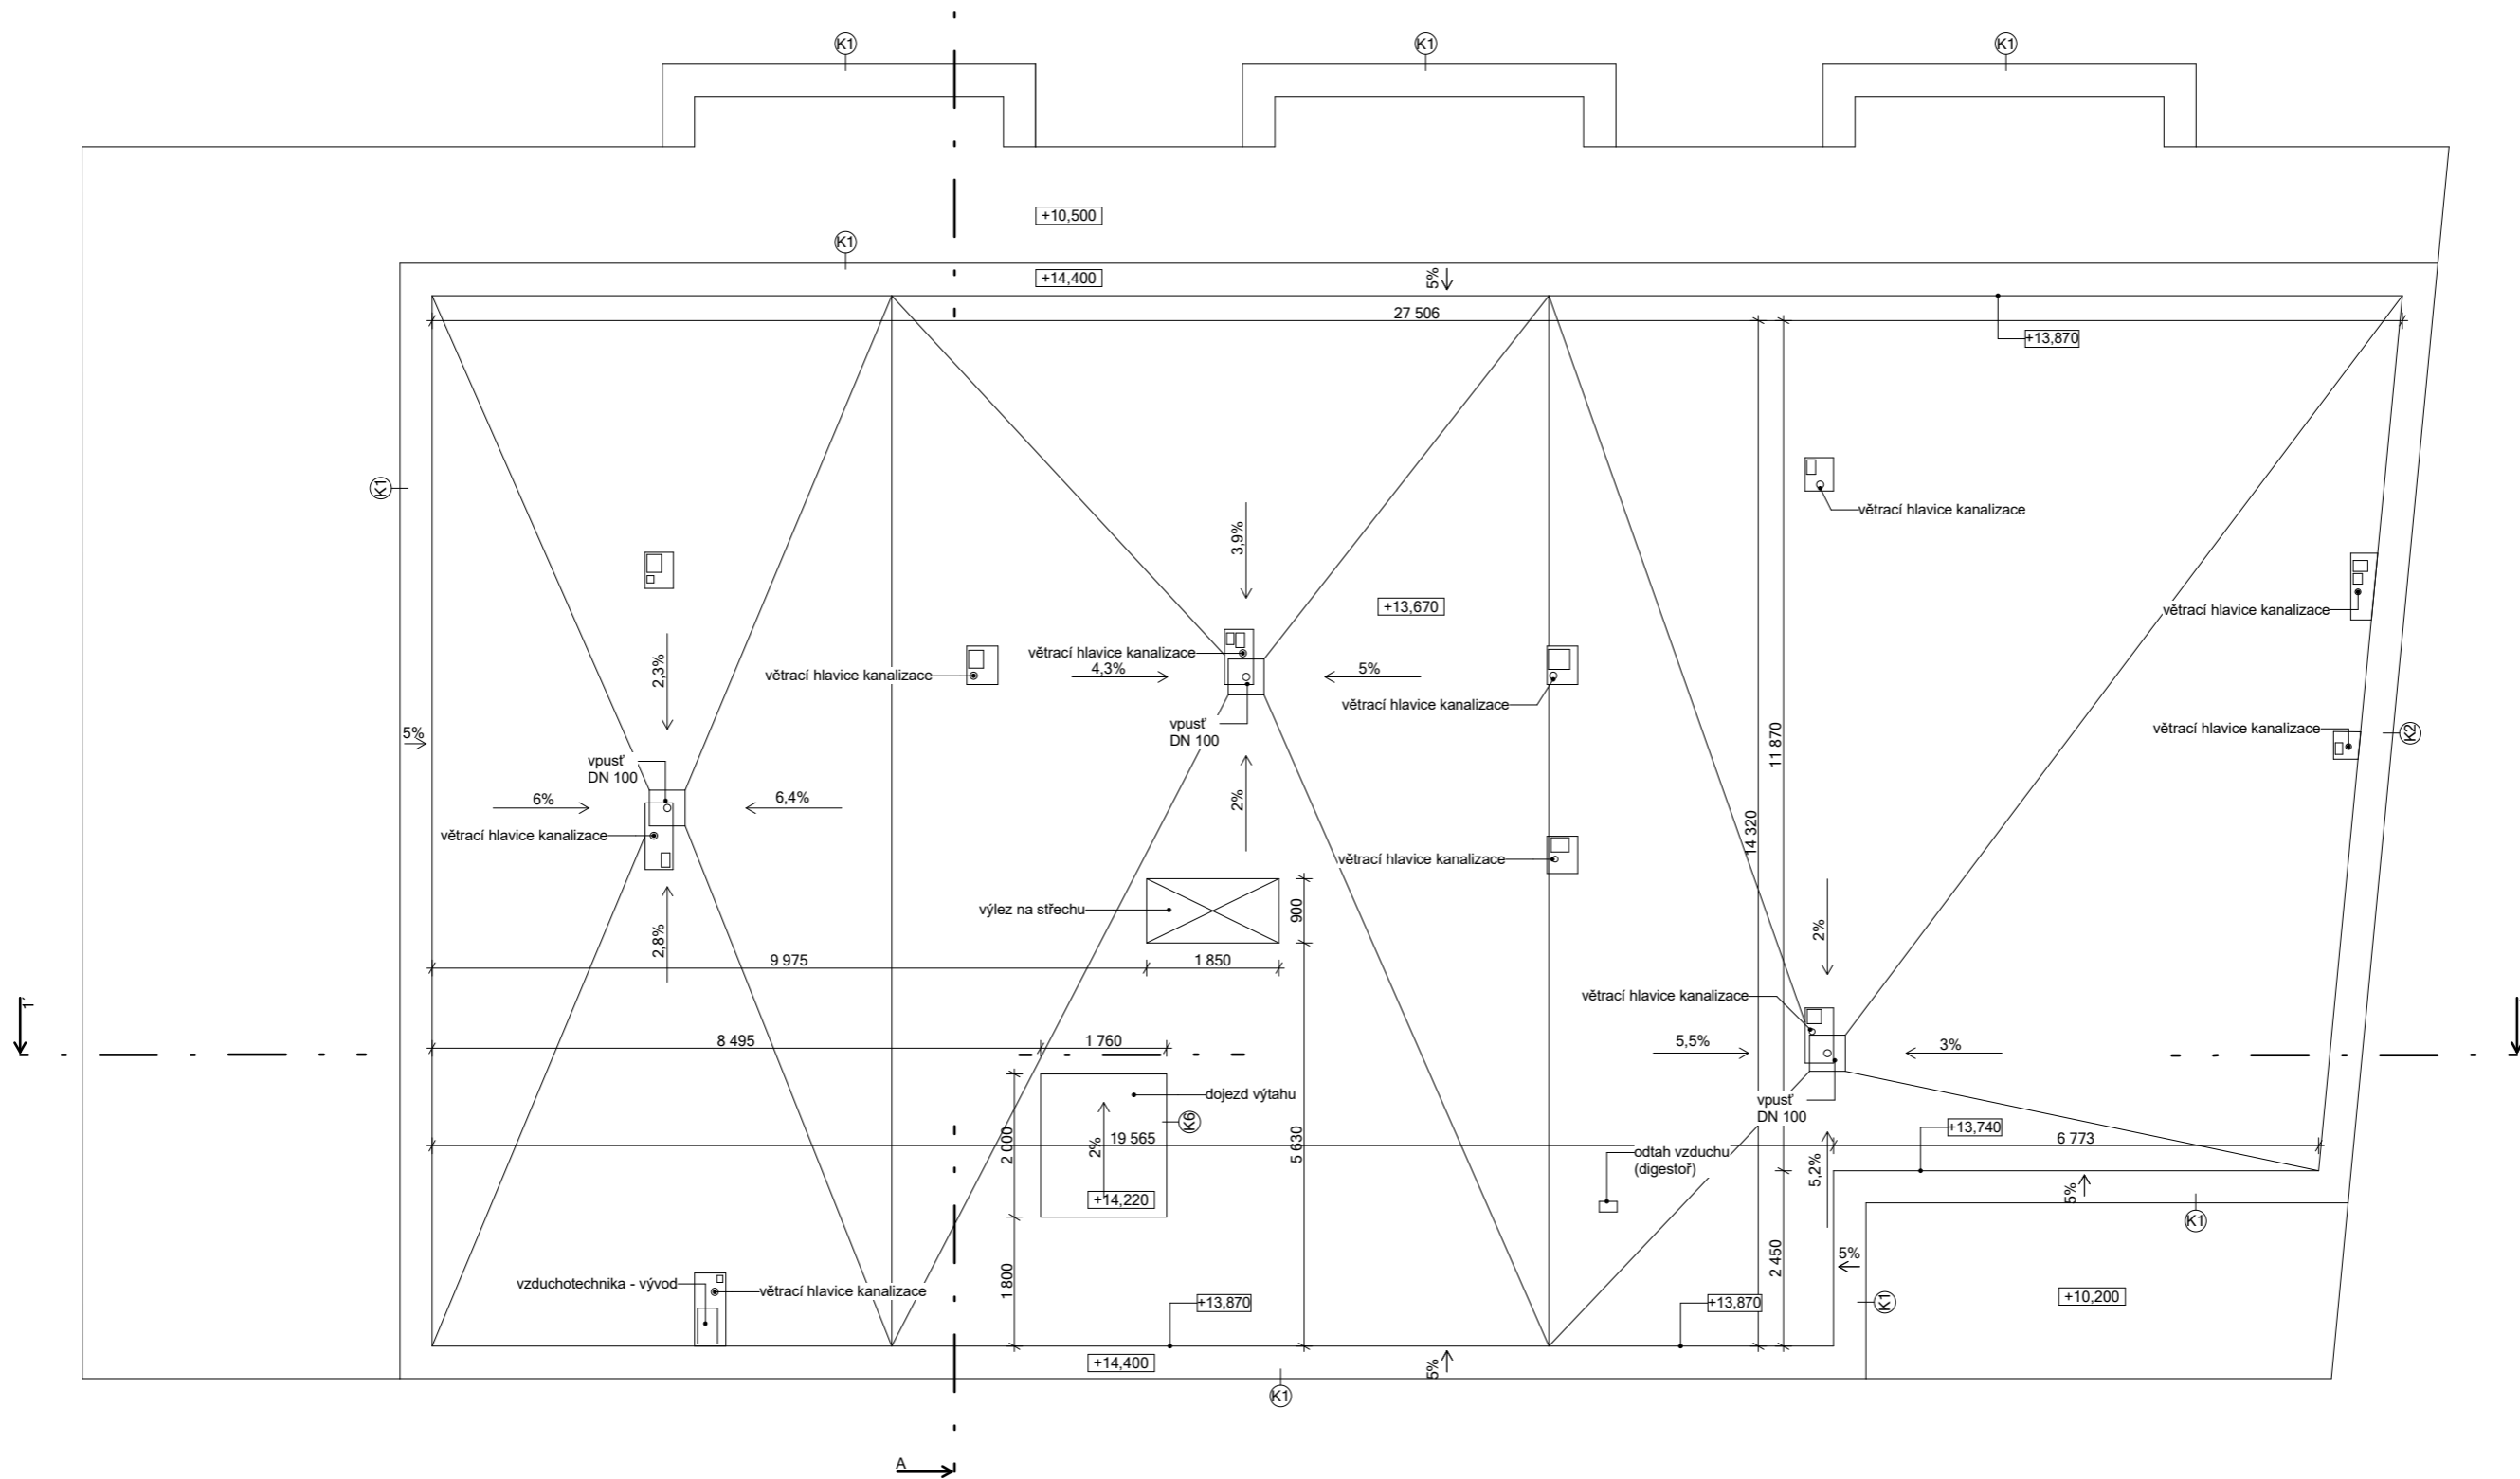 K1
K1
K1
+10,500
K1
+14,400
5%
27 506
+13,870
K1
větrací hlavice kanalizace
3,9%
+13,670
větrací hlavice kanalizace
2,3%
větrací hlavice kanalizace
větrací hlavice kanalizace
4,3%
5%
větrací hlavice kanalizace
vpusť
DN 100
větrací hlavice kanalizace
K2
5%
11 870
vpusť
DN 100
6%
6,4%
2%
14 320
větrací hlavice kanalizace
větrací hlavice kanalizace
výlez na střechu
900
2,8%
2%
9 975
1 850
větrací hlavice kanalizace
1'
8 495
1 760
5,5%
3%
dojezd výtahu
vpusť
DN 100
K6
2 000
2%
19 565
5 630
+13,740
6 773
odtah vzduchu
(digestoř)
5,2%
5%
+14,220
K1
2 450
5%
vzduchotechnika - vývod
větrací hlavice kanalizace
1 800
+13,870
+13,870
K1
+10,200
+14,400
5%
K1
A